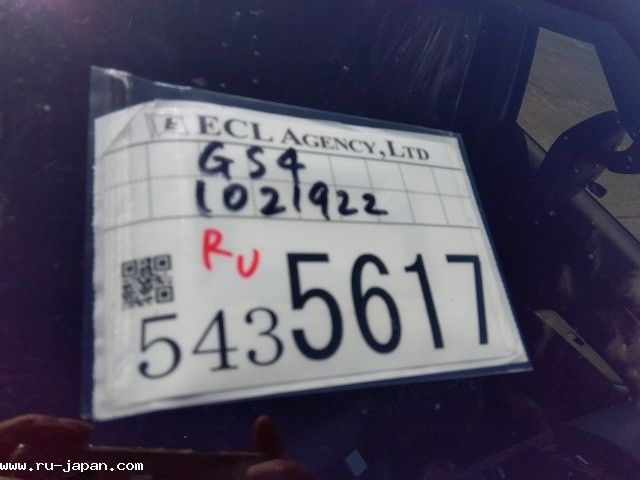 ECL AGENCY,LTD
GS4
1021922
RU
5435617
www.ru-japan.com